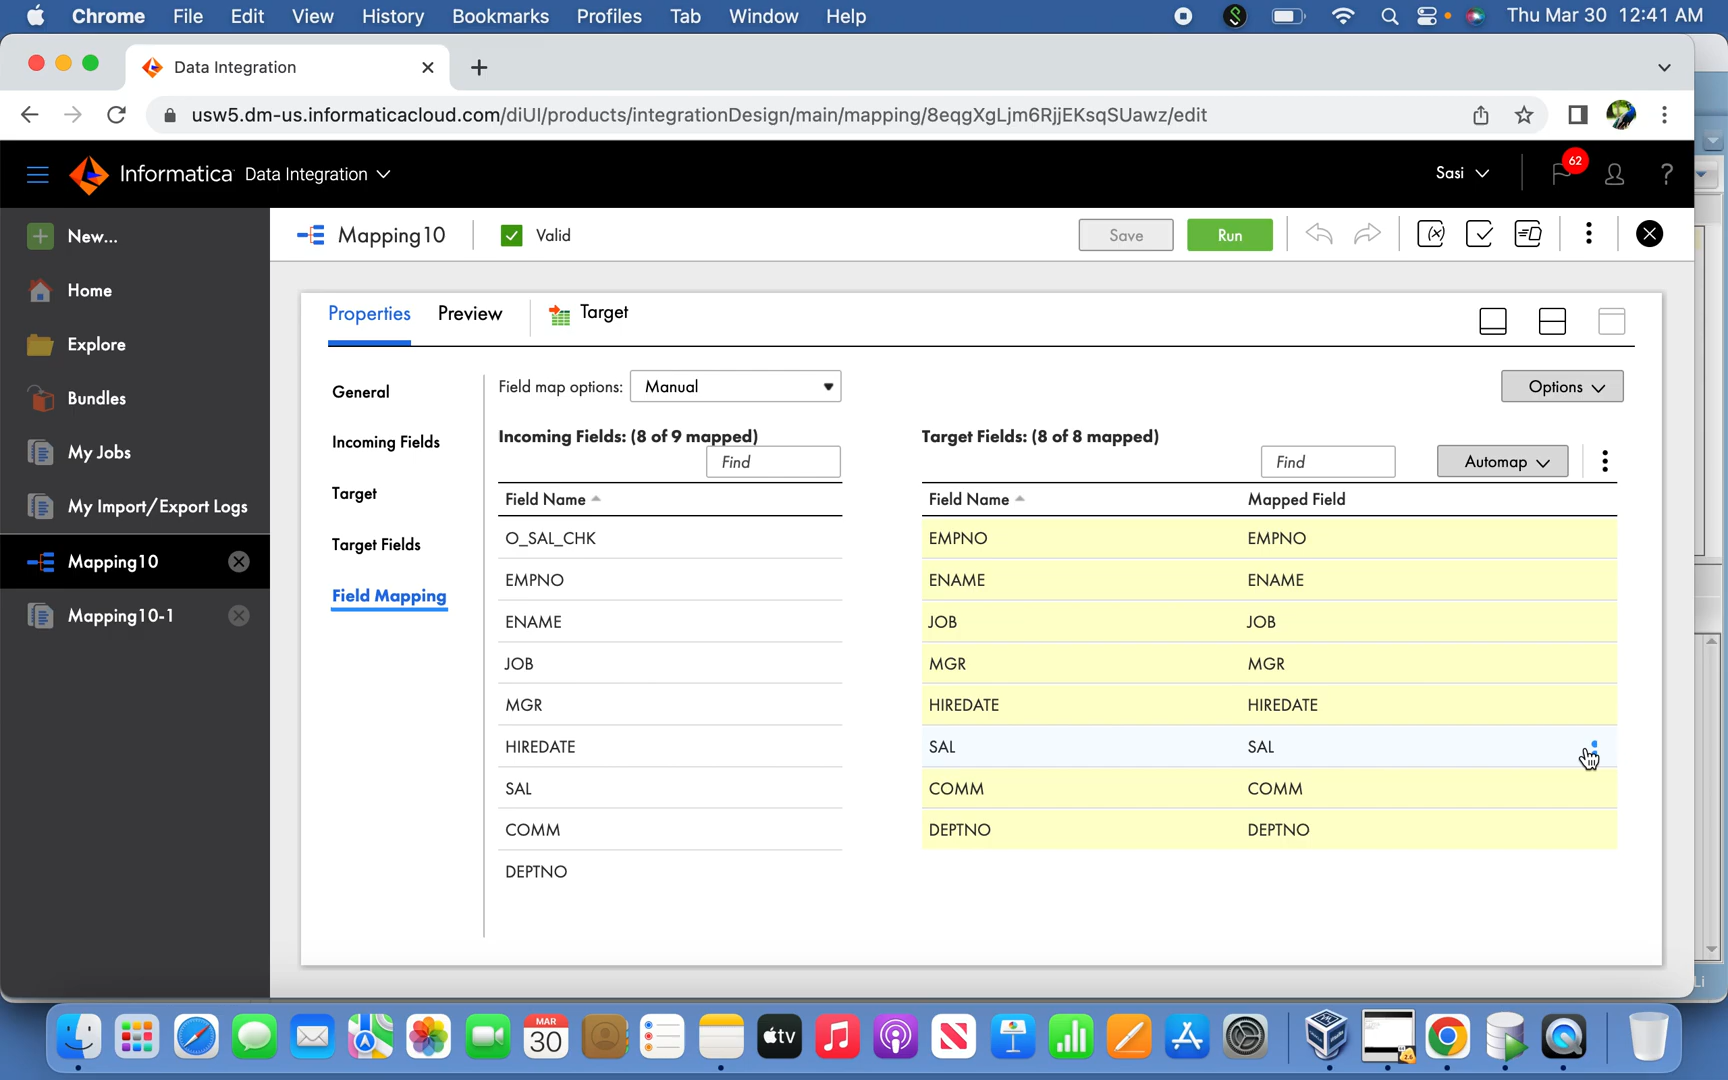 Chrome File Edit View History Bookmarks Profiles Tab Window Help Thu Mar 30 12:41 AM
Data Integration
usw5.dm-us.informaticacloud.com/diUI/products/integrationDesign/main/mapping/8eqgXgLjm6RjjEKsqSUawz/edit
Informatica Data Integration Sasi 62 ?
New...
Home
Explore
Bundles
My Jobs
My Import/Export Logs
Mapping10
Mapping10-1
Mapping10 Valid Save Run
Properties Preview Target
General
Incoming Fields
Target
Target Fields
Field Mapping
Field map options: Manual Options
Incoming Fields: (8 of 9 mapped)
Find
Field Name
O_SAL_CHK
EMPNO
ENAME
JOB
MGR
HIREDATE
SAL
COMM
DEPTNO
Target Fields: (8 of 8 mapped)
Find Automap
Field Name Mapped Field
EMPNO EMPNO
ENAME ENAME
JOB JOB
MGR MGR
HIREDATE HIREDATE
SAL SAL
COMM COMM
DEPTNO DEPTNO
Li
MAR
30
tv